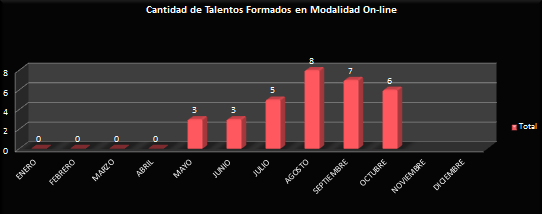 Cantidad de Talentos Formados en Modalidad On-line
8
6
4
2
0
0 0 0 0 3 3 5 8 7 6
ENERO FEBRERO MARZO ABRIL MAYO JUNIO JULIO AGOSTO SEPTIEMBRE OCTUBRE NOVIEMBRE DICIEMBRE
Total